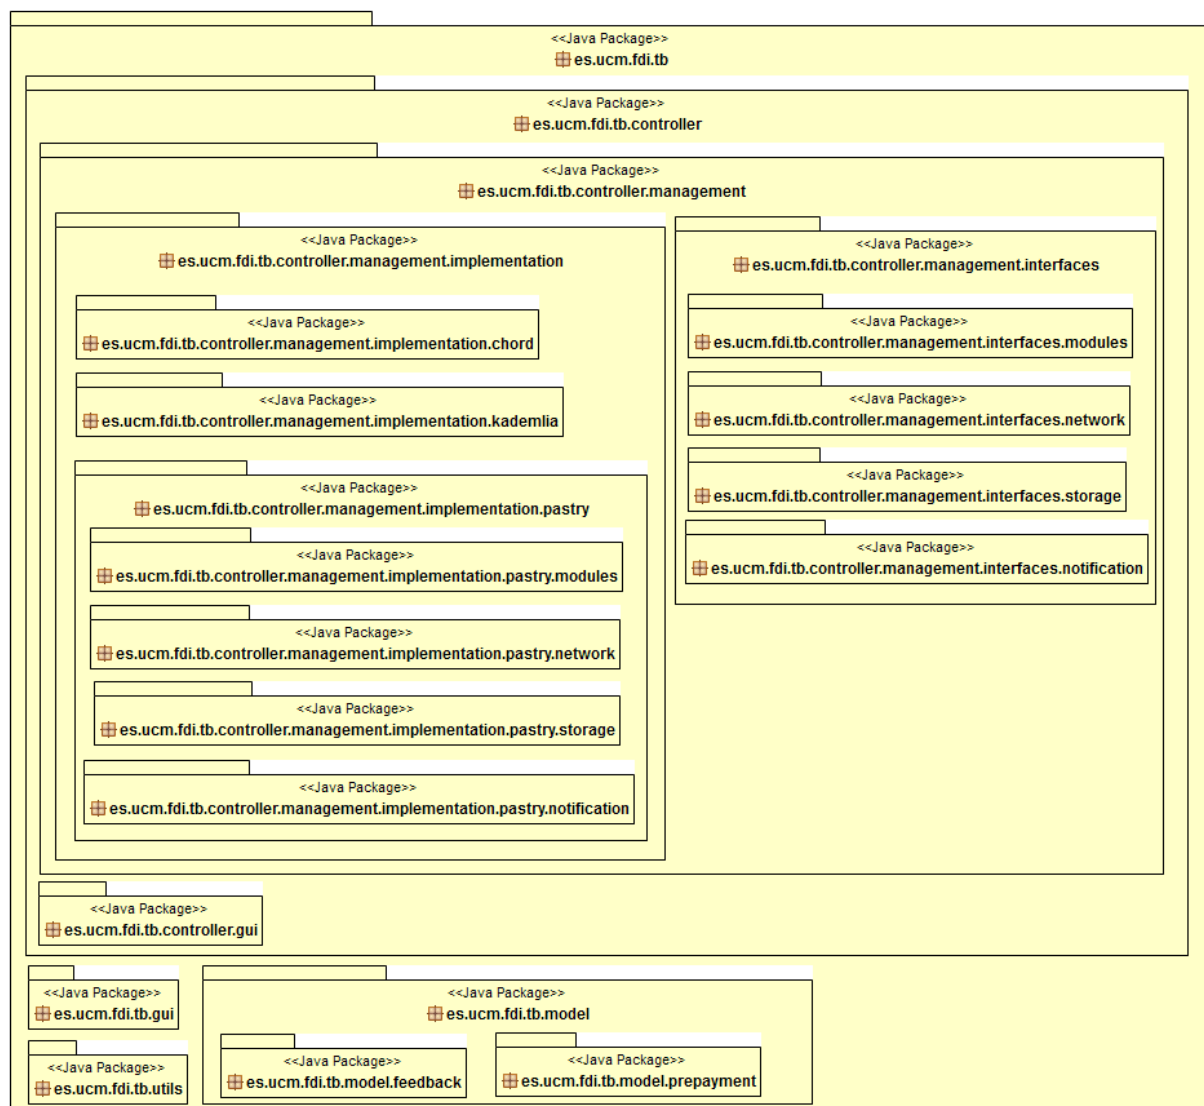 <<Java Package>>
es.ucm.fdi.tb
<<Java Package>>
es.ucm.fdi.tb.controller
<<Java Package>>
es.ucm.fdi.tb.controller.management
<<Java Package>>
es.ucm.fdi.tb.controller.management.implementation
<<Java Package>>
es.ucm.fdi.tb.controller.management.implementation.chord
<<Java Package>>
es.ucm.fdi.tb.controller.management.implementation.kademlia
<<Java Package>>
es.ucm.fdi.tb.controller.management.implementation.pastry
<<Java Package>>
es.ucm.fdi.tb.controller.management.implementation.pastry.modules
<<Java Package>>
es.ucm.fdi.tb.controller.management.implementation.pastry.network
<<Java Package>>
es.ucm.fdi.tb.controller.management.implementation.pastry.storage
<<Java Package>>
es.ucm.fdi.tb.controller.management.implementation.pastry.notification
<<Java Package>>
es.ucm.fdi.tb.controller.management.interfaces
<<Java Package>>
es.ucm.fdi.tb.controller.management.interfaces.modules
<<Java Package>>
es.ucm.fdi.tb.controller.management.interfaces.network
<<Java Package>>
es.ucm.fdi.tb.controller.management.interfaces.storage
<<Java Package>>
es.ucm.fdi.tb.controller.management.interfaces.notification
<<Java Package>>
es.ucm.fdi.tb.controller.gui
<<Java Package>>
es.ucm.fdi.tb.gui
<<Java Package>>
es.ucm.fdi.tb.utils
<<Java Package>>
es.ucm.fdi.tb.model
<<Java Package>>
es.ucm.fdi.tb.model.feedback
<<Java Package>>
es.ucm.fdi.tb.model.prepayment